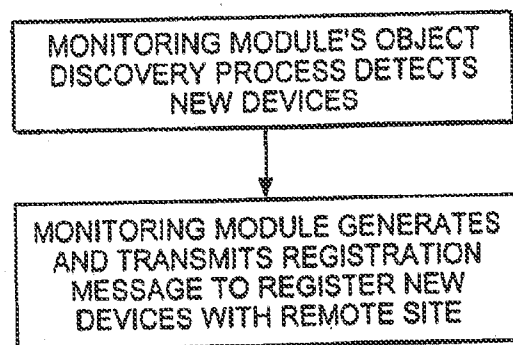 MONITORING MODULE'S OBJECT
DISCOVERY PROCESS DETECTS
NEW DEVICES
MONITORING MODULE GENERATES
AND TRANSMITS REGISTRATION
MESSAGE TO REGISTER NEW
DEVICES WITH REMOTE SITE